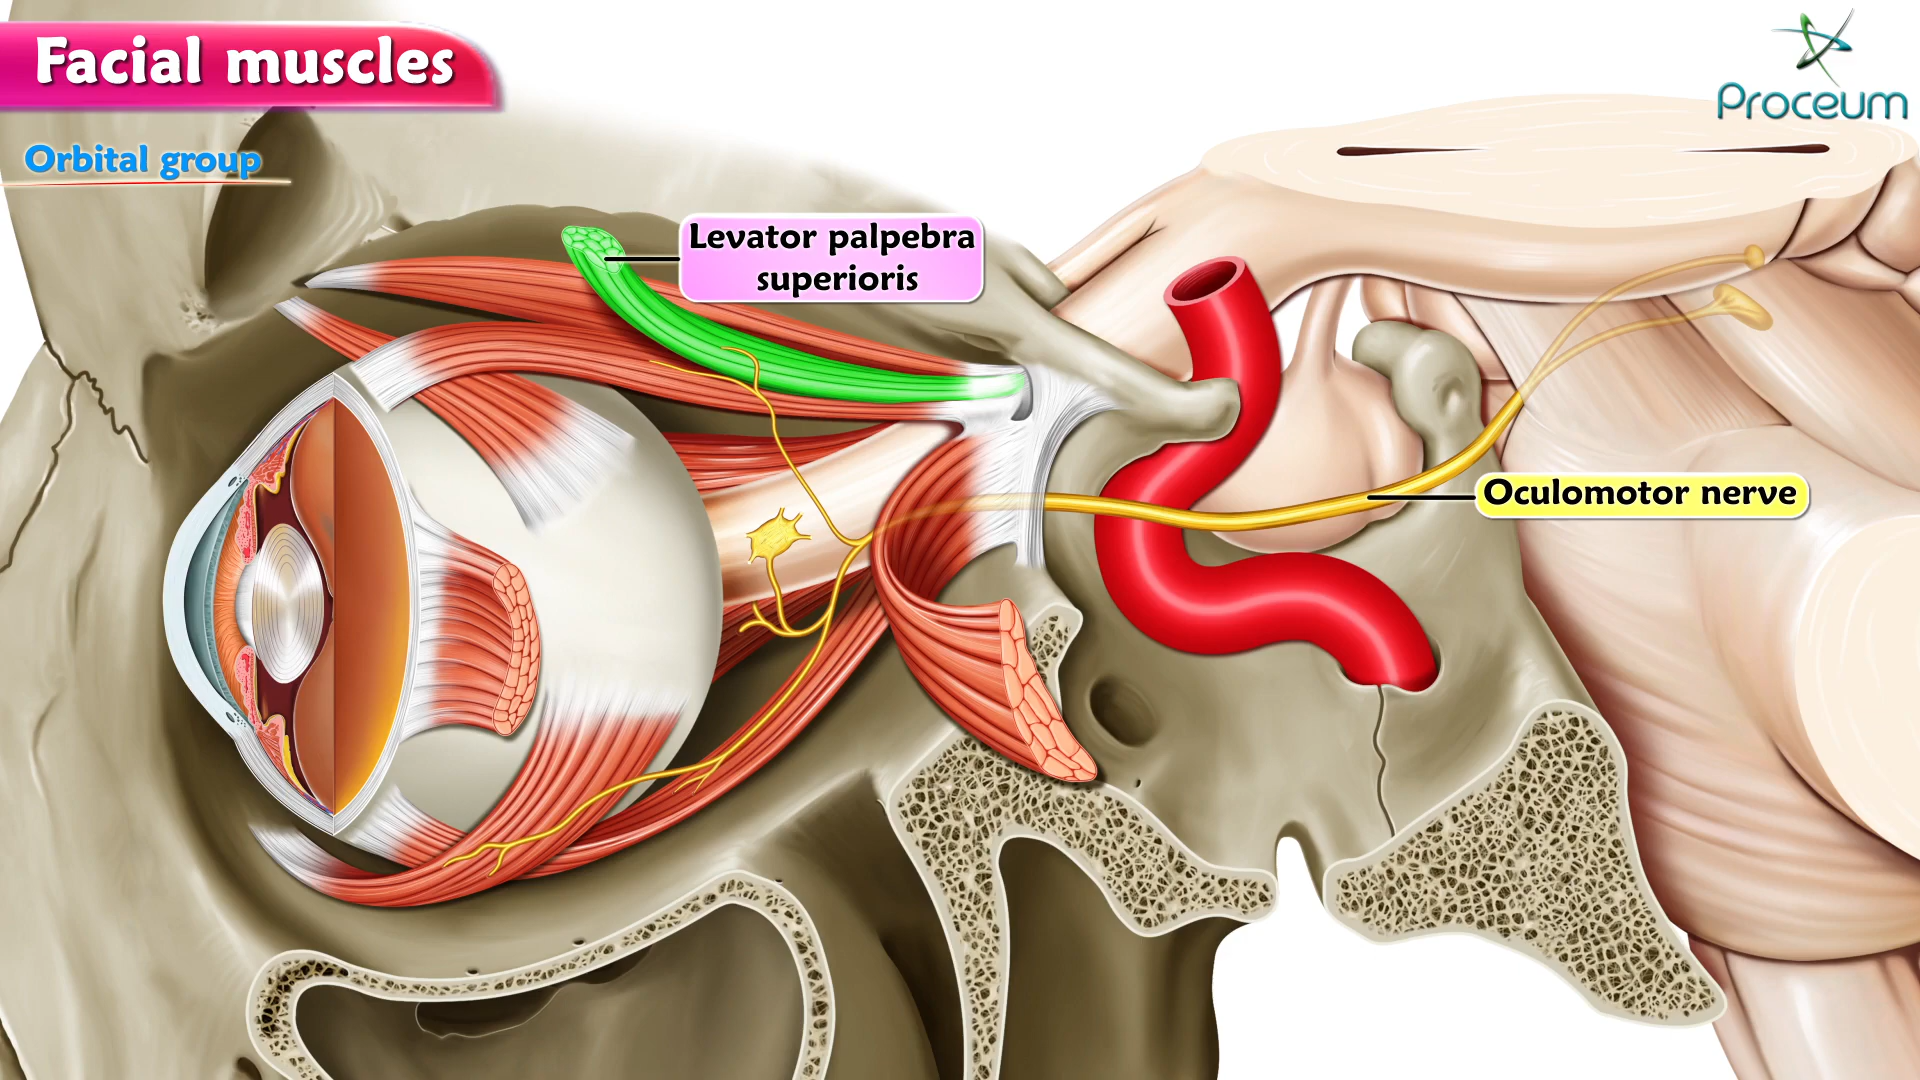 Facial muscles
Proceum
Orbital group
Levator palpebra
superioris
Oculomotor nerve